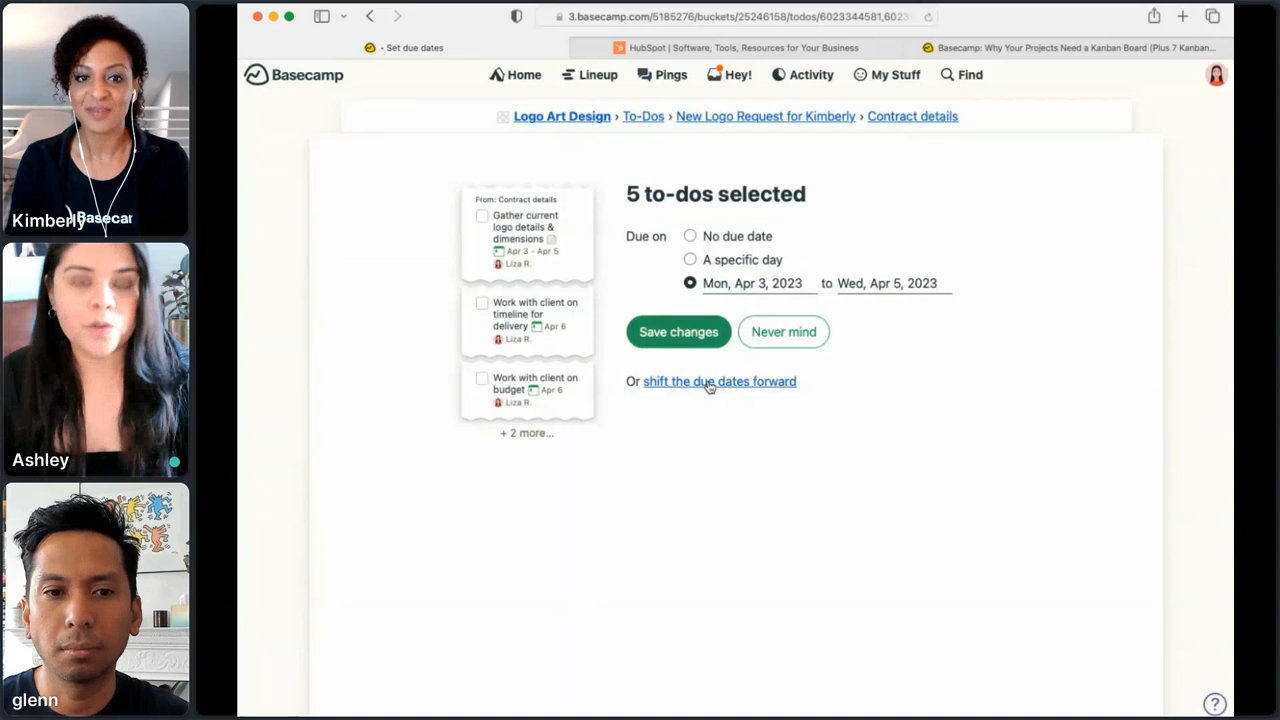 Kimberly
Basecamp
Ashley
glenn
3.basecamp.com/5185276/buckets/25246158/todos/6023344581,6023
- Set due dates
HubSpot | Software, Tools, Resources for Your Business
Basecamp: Why Your Projects Need a Kanban Board (Plus 7 Kanban...
Basecamp
Home
Lineup
Pings
Hey!
Activity
My Stuff
Find
Logo Art Design › To-Dos › New Logo Request for Kimberly › Contract details
From: Contract details
Gather current
logo details &
dimensions
Apr 3 - Apr 5
Liza R.
Work with client on
timeline for
delivery Apr 6
Liza R.
Work with client on
budget Apr 6
Liza R.
+ 2 more...
5 to-dos selected
Due on
No due date
A specific day
Mon, Apr 3, 2023 to Wed, Apr 5, 2023
Save changes
Never mind
Or shift the due dates forward
?